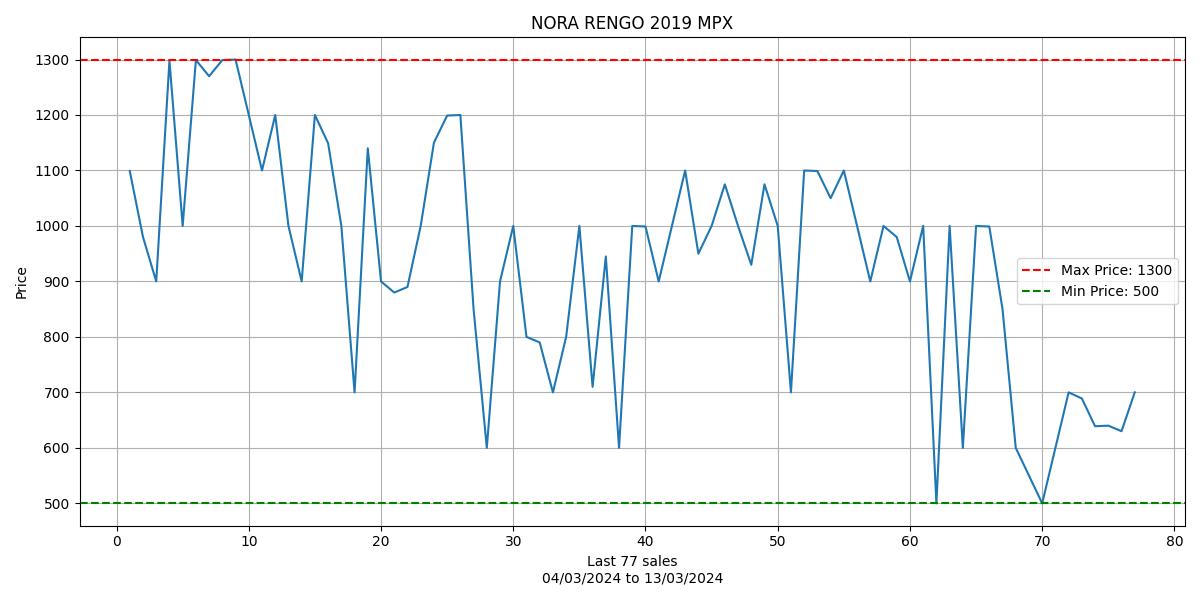 NORA RENGO 2019 MPX
1300
1200
1100
1000
900
800
700
600
500
Price
Max Price: 1300
Min Price: 500
0 10 20 30 40 50 60 70 80
Last 77 sales
04/03/2024 to 13/03/2024